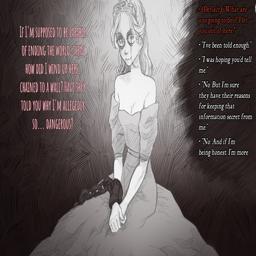 If I'm supposed to be capable
of ending the world, then
how did I wind up here
chained to a wall? Have they
told you why I'm allegedly
so... dangerous?
• I've been told enough
• "I was hoping you'd tell
me."
• "No But I'm sure
they have their reasons
for keeping that
information secret from
me."
• "No And if I'm
being honest I'm more